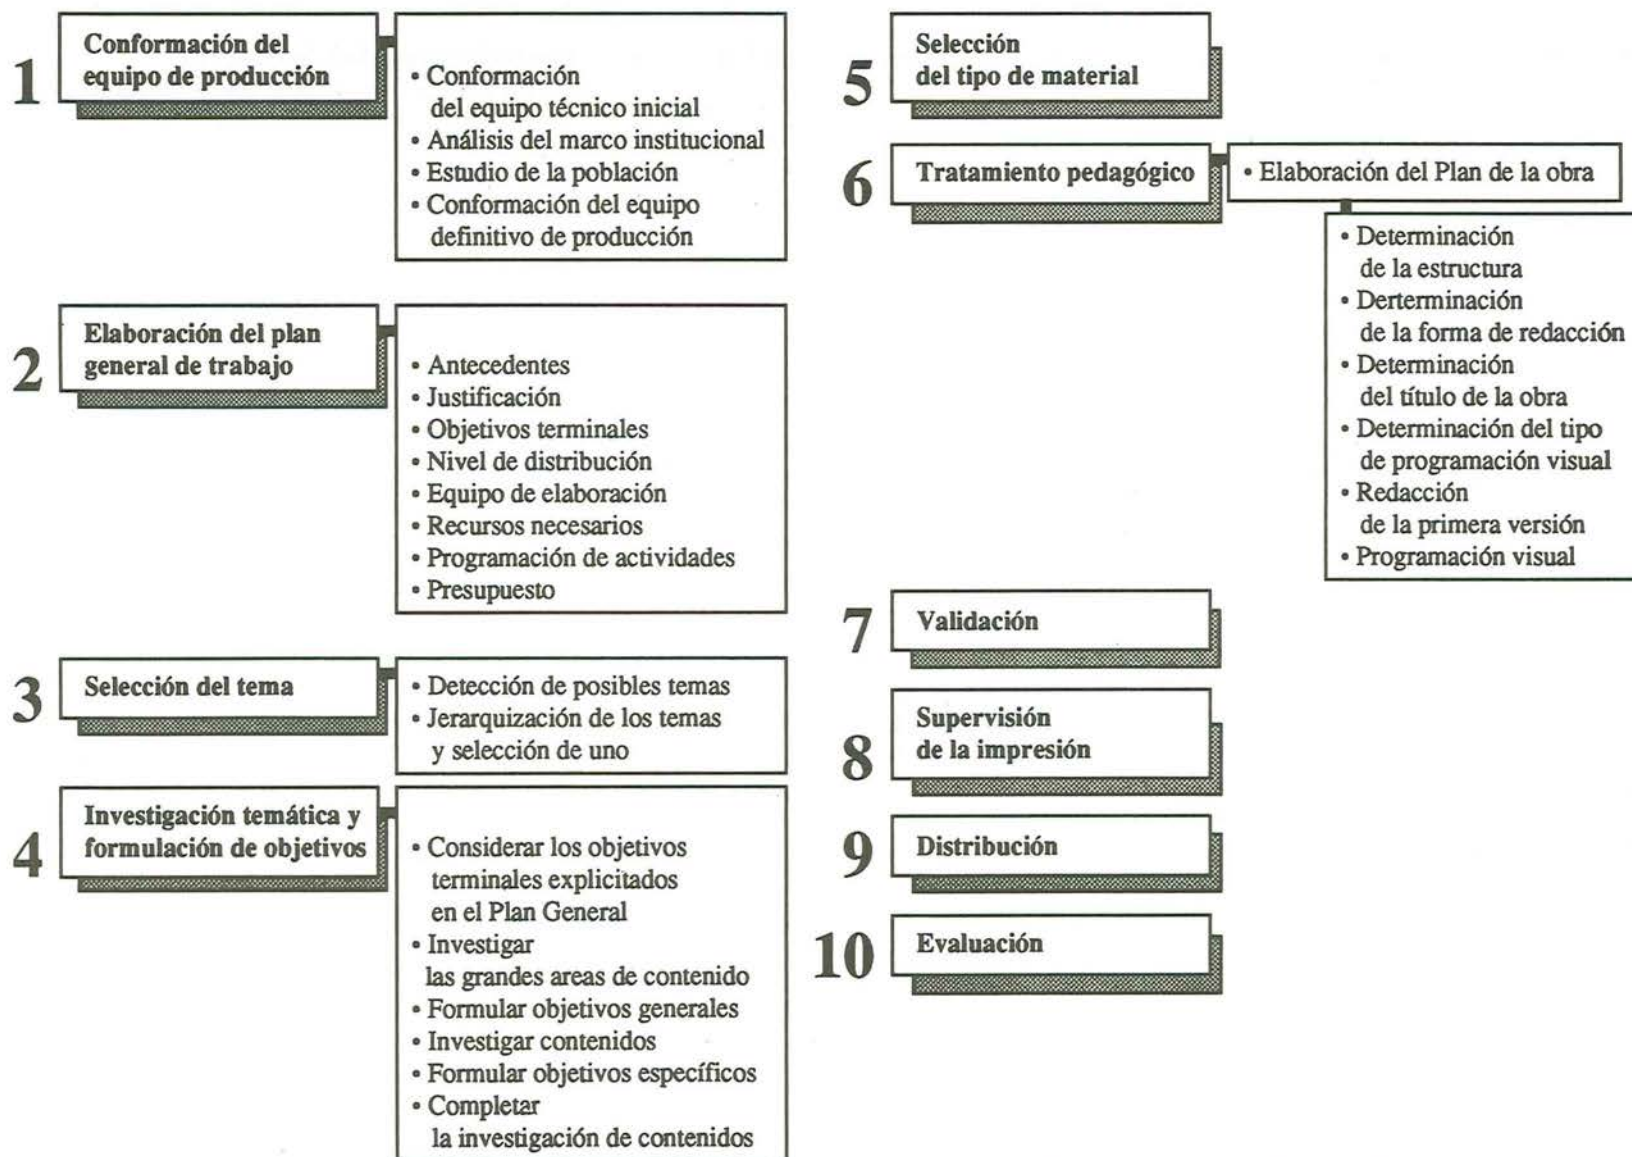 1
Conformación del
equipo de producción
• Conformación
del equipo técnico inicial
• Análisis del marco institucional
• Estudio de la población
• Conformación del equipo
definitivo de producción
2
Elaboración del plan
general de trabajo
• Antecedentes
• Justificación
• Objetivos terminales
• Nivel de distribución
• Equipo de elaboración
• Recursos necesarios
• Programación de actividades
• Presupuesto
3
Selección del tema
• Detección de posibles temas
• Jerarquización de los temas
y selección de uno
4
Investigación temática y
formulación de objetivos
• Considerar los objetivos
terminales explicitados
en el Plan General
• Investigar
las grandes areas de contenido
• Formular objetivos generales
• Investigar contenidos
• Formular objetivos específicos
• Completar
la investigación de contenidos
5
Selección
del tipo de material
6
Tratamiento pedagógico
• Elaboración del Plan de la obra
• Determinación
de la estructura
• Derterminación
de la forma de redacción
• Determinación
del título de la obra
• Determinación del tipo
de programación visual
• Redacción
de la primera versión
• Programación visual
7
Validación
8
Supervisión
de la impresión
9
Distribución
10
Evaluación